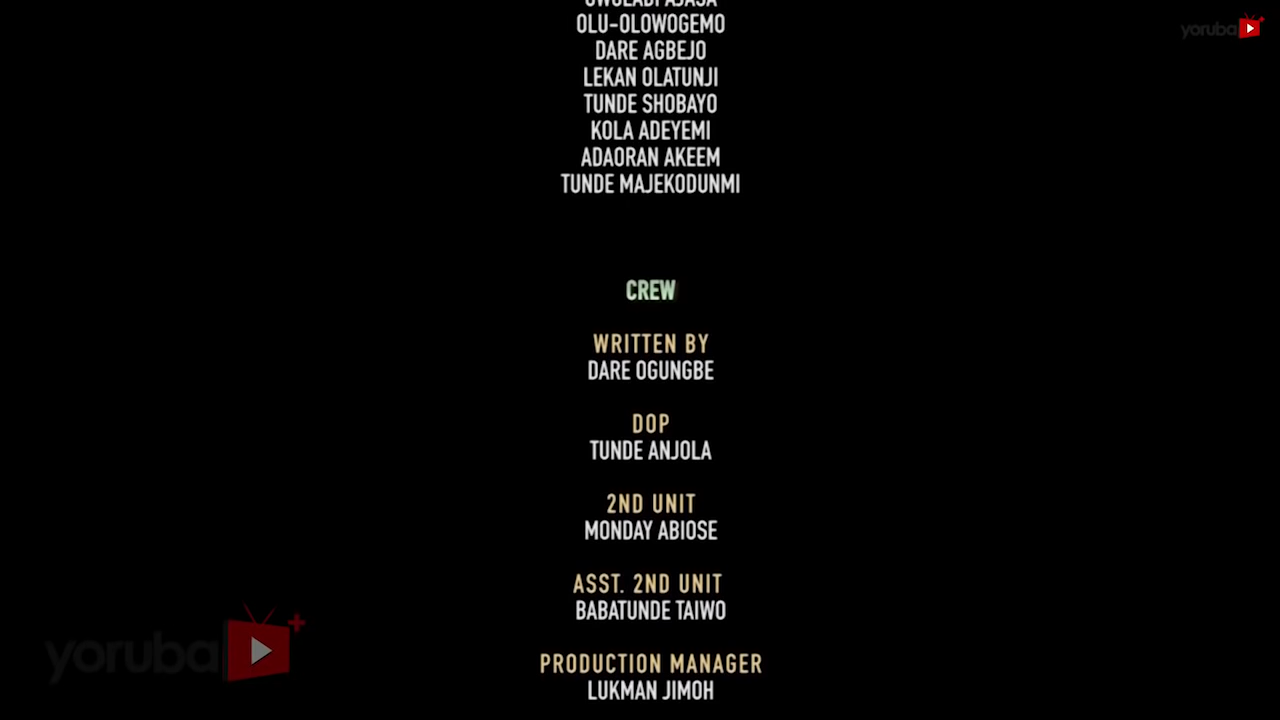 yoruba+
OLU-OLOWOGEMO
DARE AGBEJO
LEKAN OLATUNJI
TUNDE SHOBAYO
KOLA ADEYEMI
ADAORAN AKEEM
TUNDE MAJEKODUNMI
CREW
WRITTEN BY
DARE OGUNGBE
DOP
TUNDE ANJOLA
2ND UNIT
MONDAY ABIOSE
ASST. 2ND UNIT
BABATUNDE TAIWO
PRODUCTION MANAGER
LUKMAN JIMOH
yoruba+